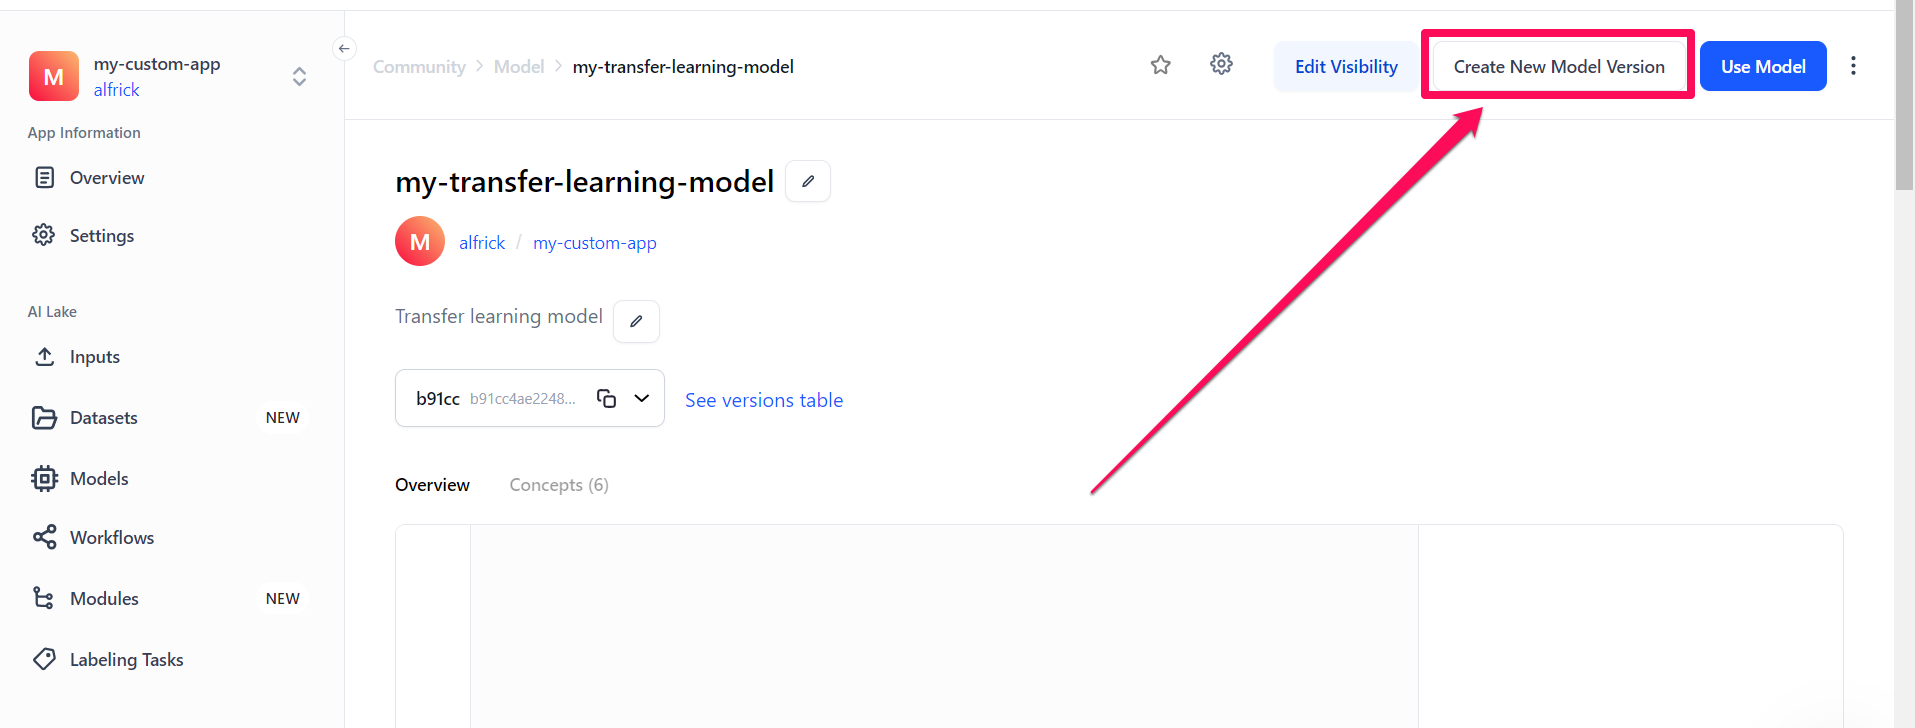 M
my-custom-app
alfrick
App Information
Overview
Settings
AI Lake
Inputs
Datasets NEW
Models
Workflows
Modules NEW
Labeling Tasks
Community > Model > my-transfer-learning-model
Edit Visibility
Create New Model Version
Use Model
my-transfer-learning-model
M
alfrick / my-custom-app
Transfer learning model
b91cc b91cc4ae2248...
See versions table
Overview
Concepts (6)